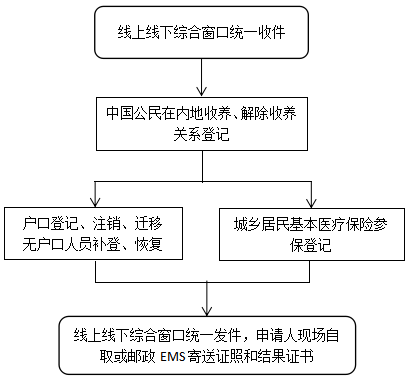 线上线下综合窗口统一收件
中国公民在内地收养、解除收养
关系登记
户口登记、注销、迁移
无户口人员补登、恢复
城乡居民基本医疗保险参
保登记
线上线下综合窗口统一发件，申请人现场自
取或邮政 EMS 寄送证照和结果证书